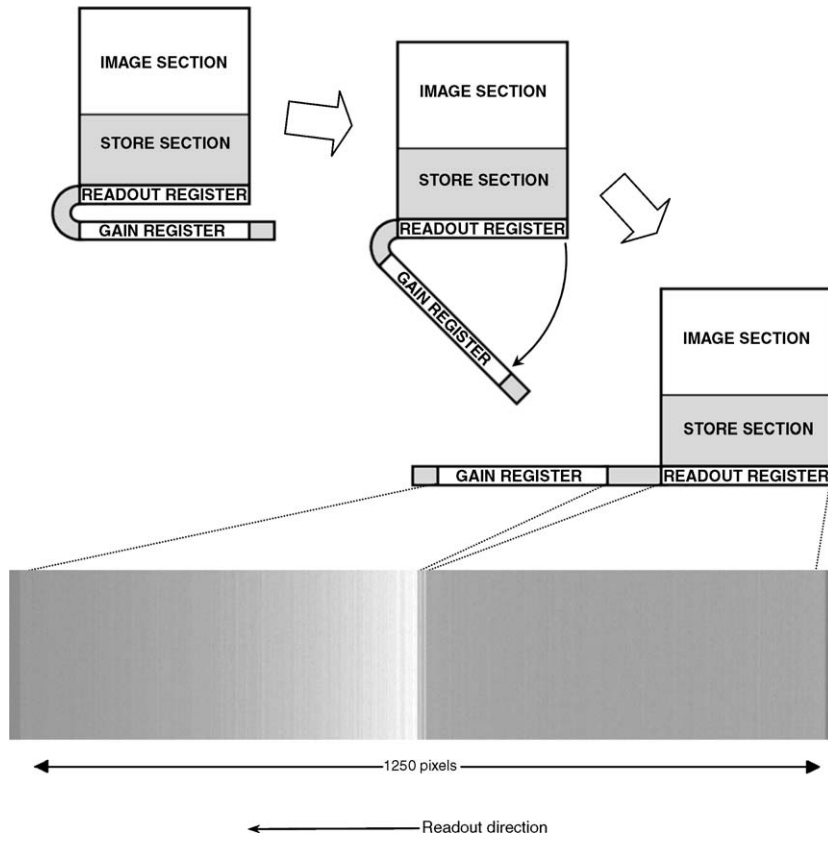 IMAGE SECTION
STORE SECTION
READOUT REGISTER
GAIN REGISTER
IMAGE SECTION
STORE SECTION
READOUT REGISTER
GAIN REGISTER
IMAGE SECTION
STORE SECTION
GAIN REGISTER
READOUT REGISTER
1250 pixels
Readout direction